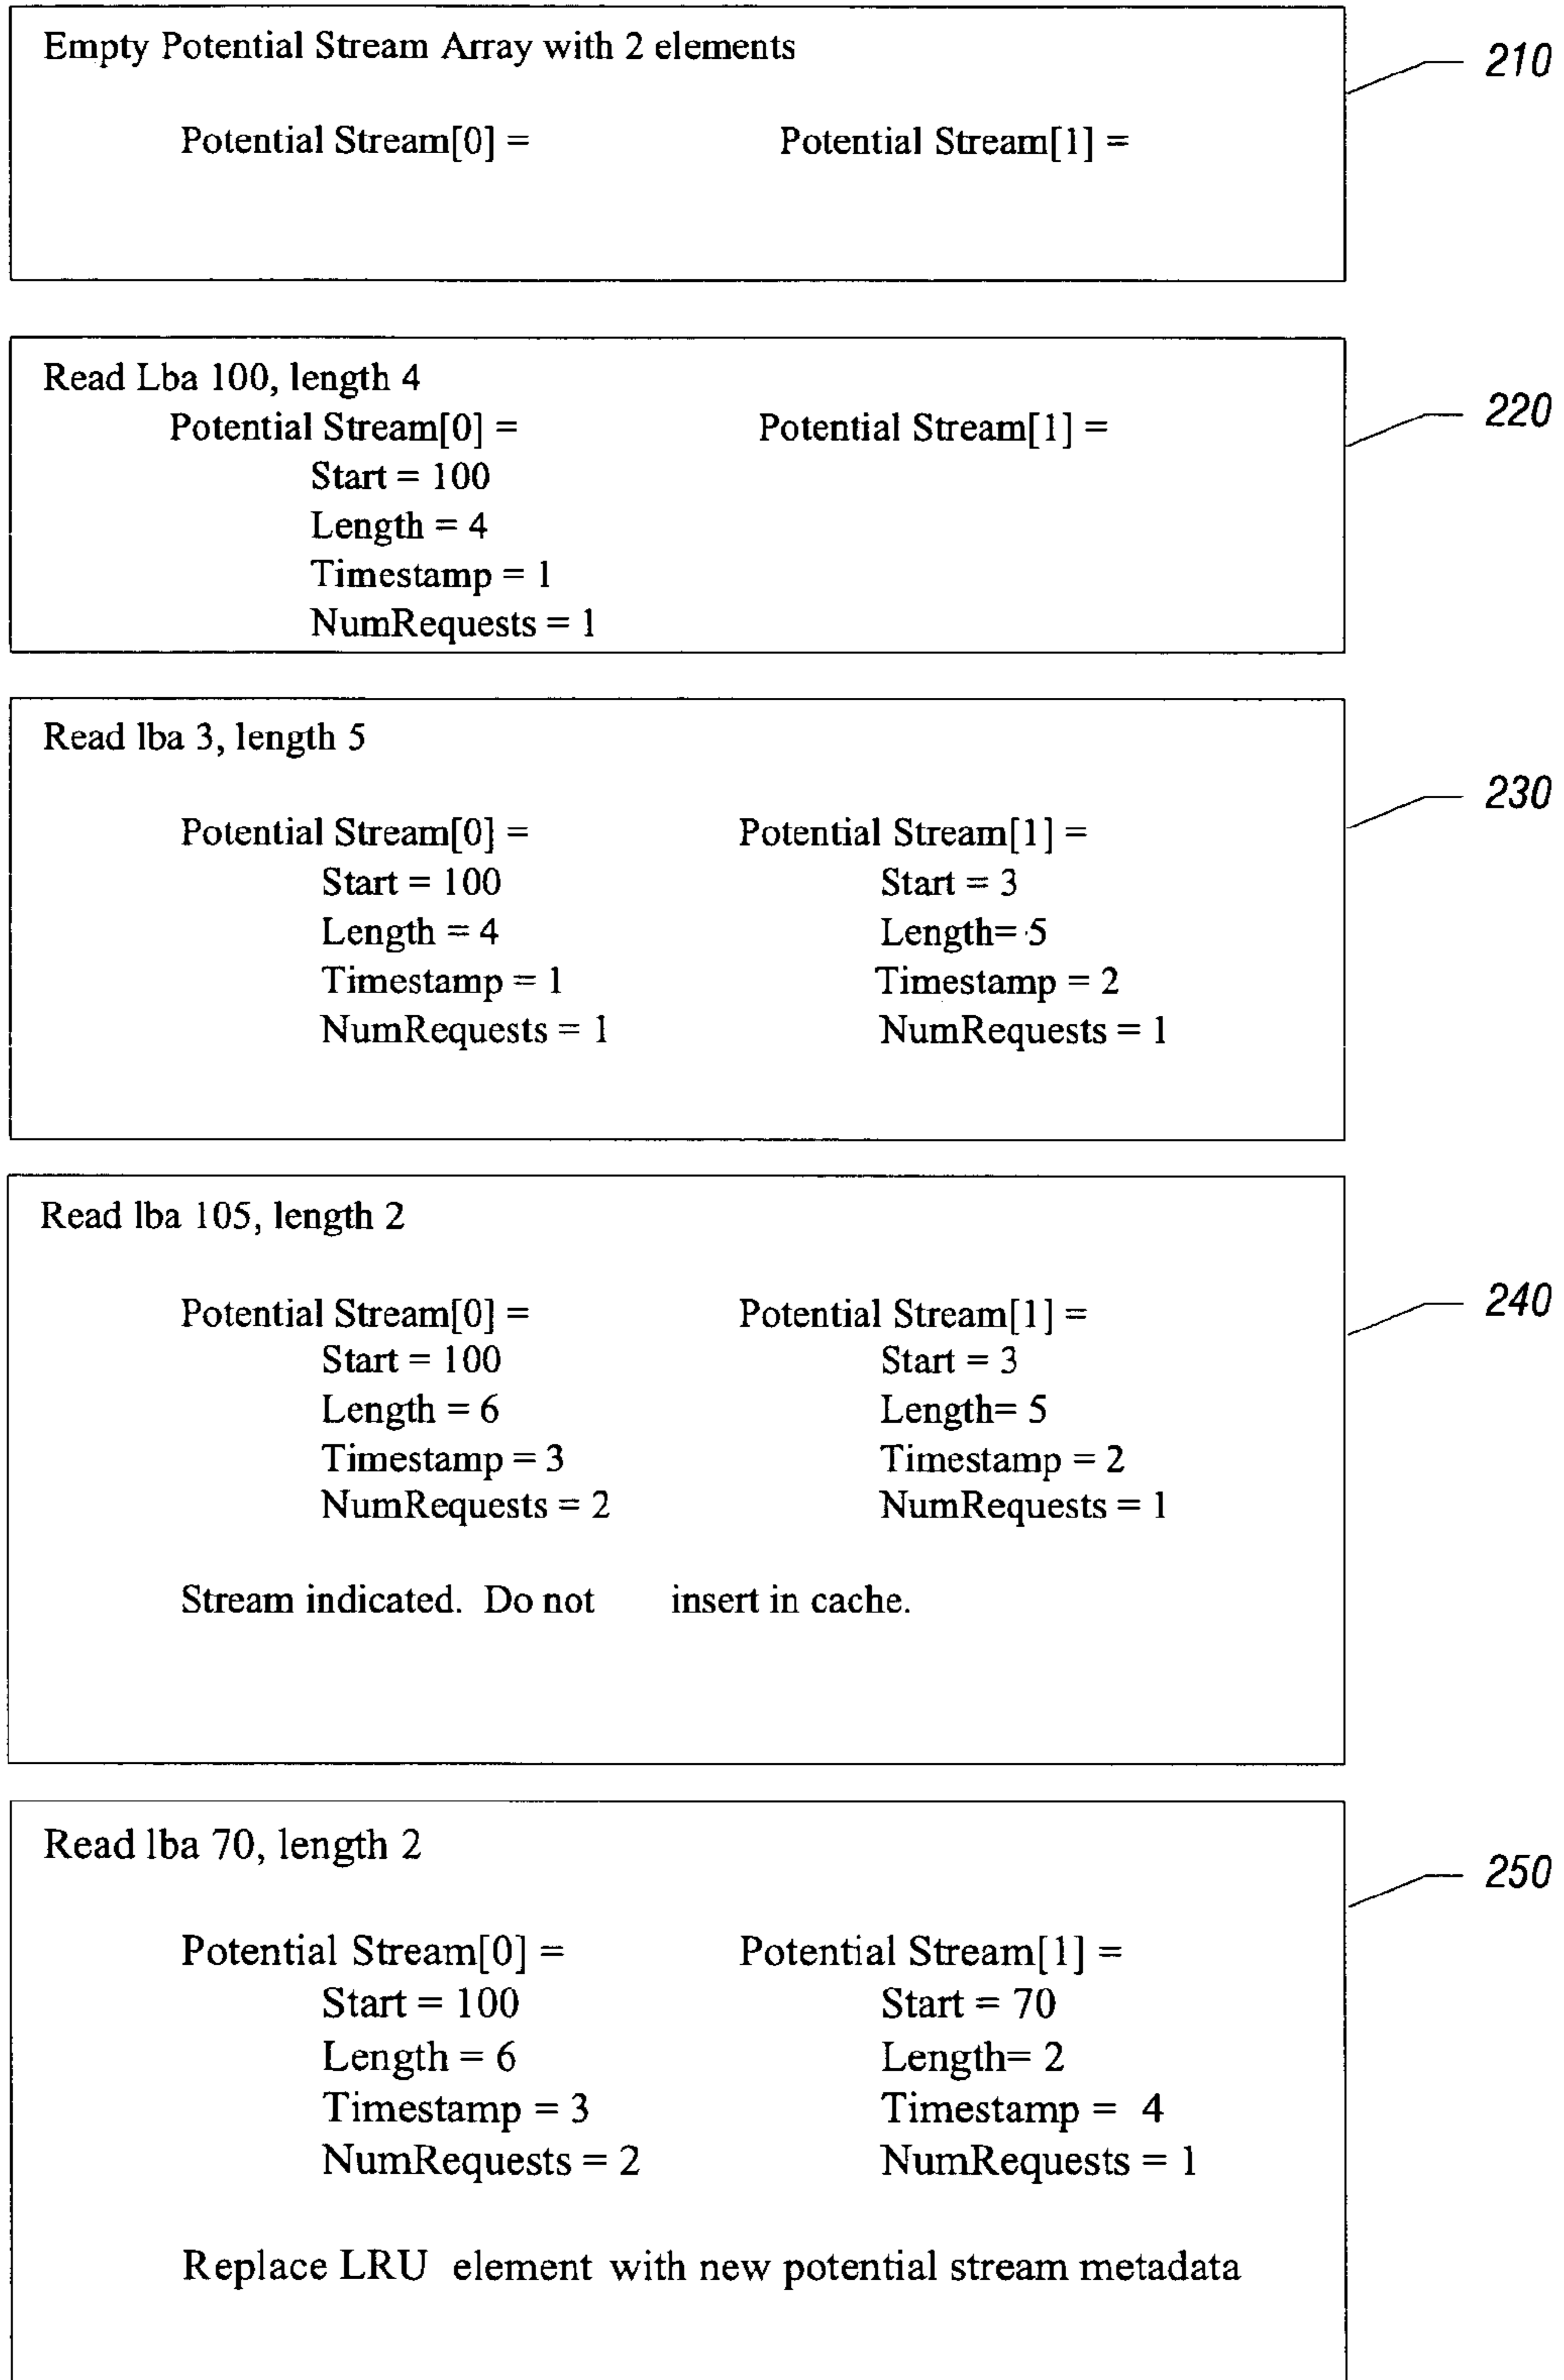 Empty Potential Stream Array with 2 elements
210
Potential Stream[0] = Potential Stream[1] =
Read Lba 100, length 4
220
Potential Stream[0] = Potential Stream[1] =
Start = 100
Length = 4
Timestamp = 1
NumRequests = 1
Read lba 3, length 5
230
Potential Stream[0] = Potential Stream[1] =
Start = 100 Start = 3
Length = 4 Length= 5
Timestamp = 1 Timestamp = 2
NumRequests = 1 NumRequests = 1
Read lba 105, length 2
240
Potential Stream[0] = Potential Stream[1] =
Start = 100 Start = 3
Length = 6 Length= 5
Timestamp = 3 Timestamp = 2
NumRequests = 2 NumRequests = 1
Stream indicated. Do not insert in cache.
Read lba 70, length 2
250
Potential Stream[0] = Potential Stream[1] =
Start = 100 Start = 70
Length = 6 Length= 2
Timestamp = 3 Timestamp = 4
NumRequests = 2 NumRequests = 1
Replace LRU element with new potential stream metadata